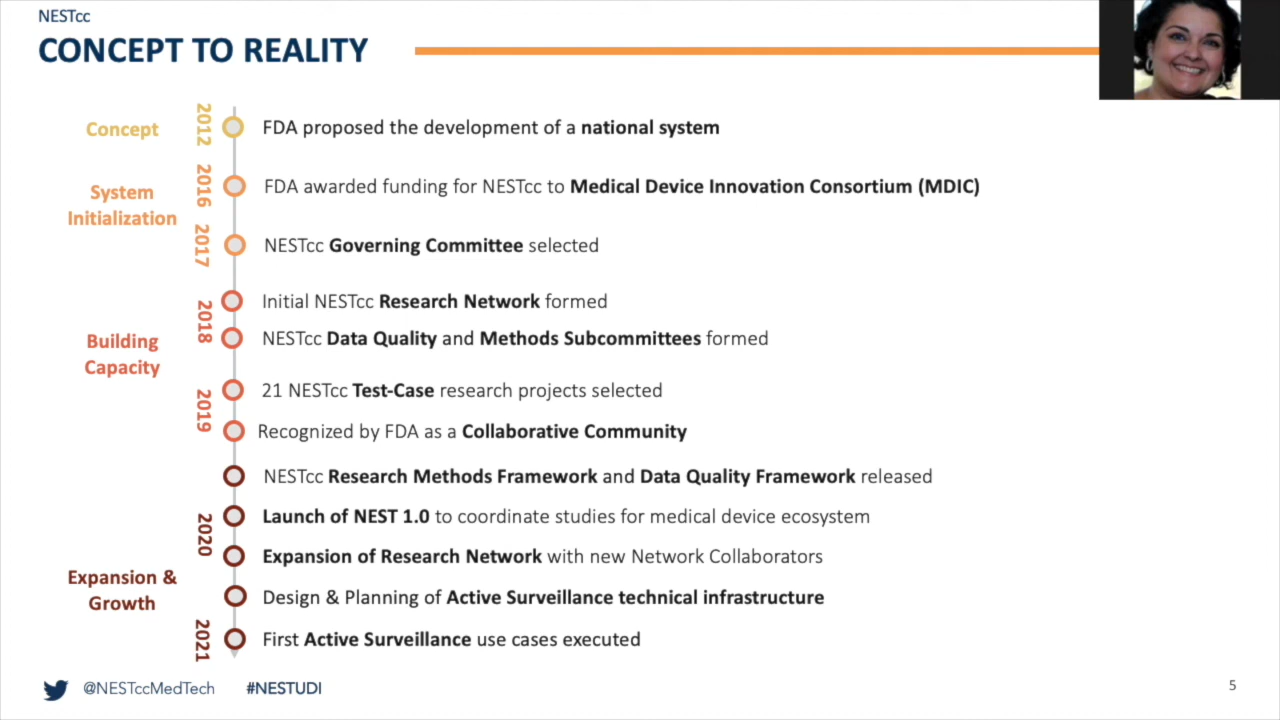 NESTcc
CONCEPT TO REALITY
Concept
2012
FDA proposed the development of a national system
System
Initialization
2016
FDA awarded funding for NESTcc to Medical Device Innovation Consortium (MDIC)
2017
NESTcc Governing Committee selected
Building
Capacity
2018
Initial NESTcc Research Network formed
NESTcc Data Quality and Methods Subcommittees formed
2019
21 NESTcc Test-Case research projects selected
Recognized by FDA as a Collaborative Community
Expansion &
Growth
2020
NESTcc Research Methods Framework and Data Quality Framework released
Launch of NEST 1.0 to coordinate studies for medical device ecosystem
Expansion of Research Network with new Network Collaborators
Design & Planning of Active Surveillance technical infrastructure
2021
First Active Surveillance use cases executed
@NESTccMedTech #NESTUDI
5